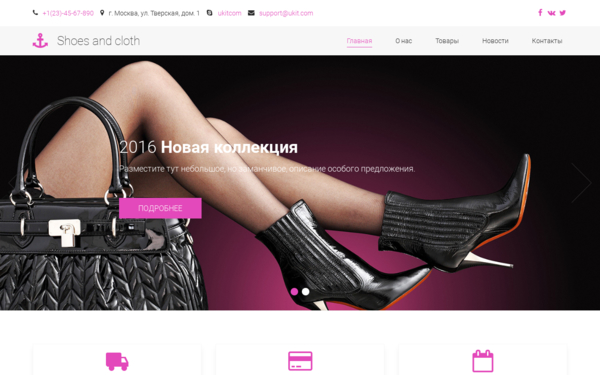 +1(23)-45-67-890 г. Москва, ул. Тверская, дом. 1 ukitcom support@ukit.com
Shoes and cloth
Главная О нас Товары Новости Контакты
2016 Новая коллекция
Разместите тут небольшое, но заманчивое, описание особого предложения.
ПОДРОБНЕЕ